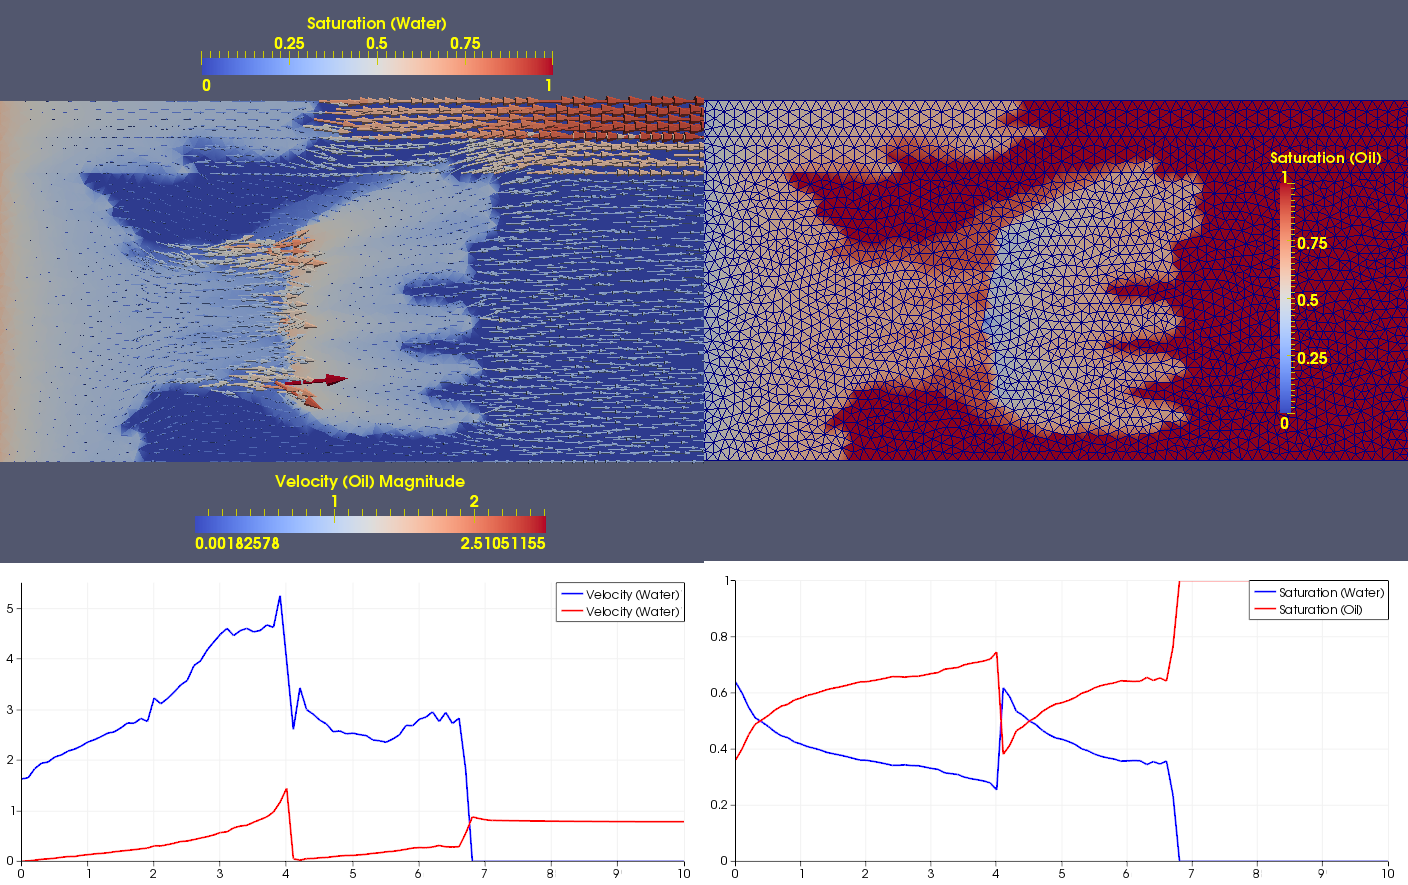 Saturation (Water)
0.25 0.5 0.75
0 1
Saturation (Oil)
1
0.75
0.5
0.25
0
Velocity (Oil) Magnitude
1 2
0.00182578 2.51051155
Velocity (Water)
Velocity (Water)
5
4
3
2
1
0
0 1 2 3 4 5 6 7 8 9 10
Saturation (Water)
Saturation (Oil)
1
0.8
0.6
0.4
0.2
0
0 1 2 3 4 5 6 7 8 9 10